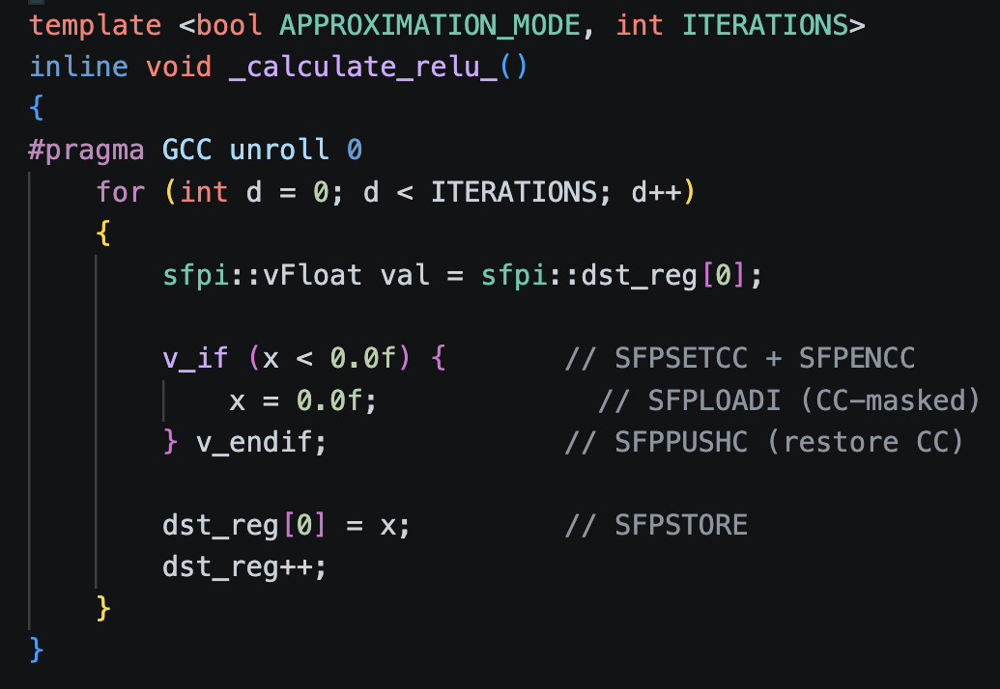 template <bool APPROXIMATION_MODE, int ITERATIONS>
inline void _calculate_relu_()
{
#pragma GCC unroll 0
    for (int d = 0; d < ITERATIONS; d++)
    {
        sfpi::vFloat val = sfpi::dst_reg[0];

        v_if (x < 0.0f) {       // SFPSETCC + SFPENCC
            x = 0.0f;             // SFPLOADI (CC-masked)
        } v_endif;              // SFPPUSHC (restore CC)

        dst_reg[0] = x;         // SFPSTORE
        dst_reg++;
    }
}